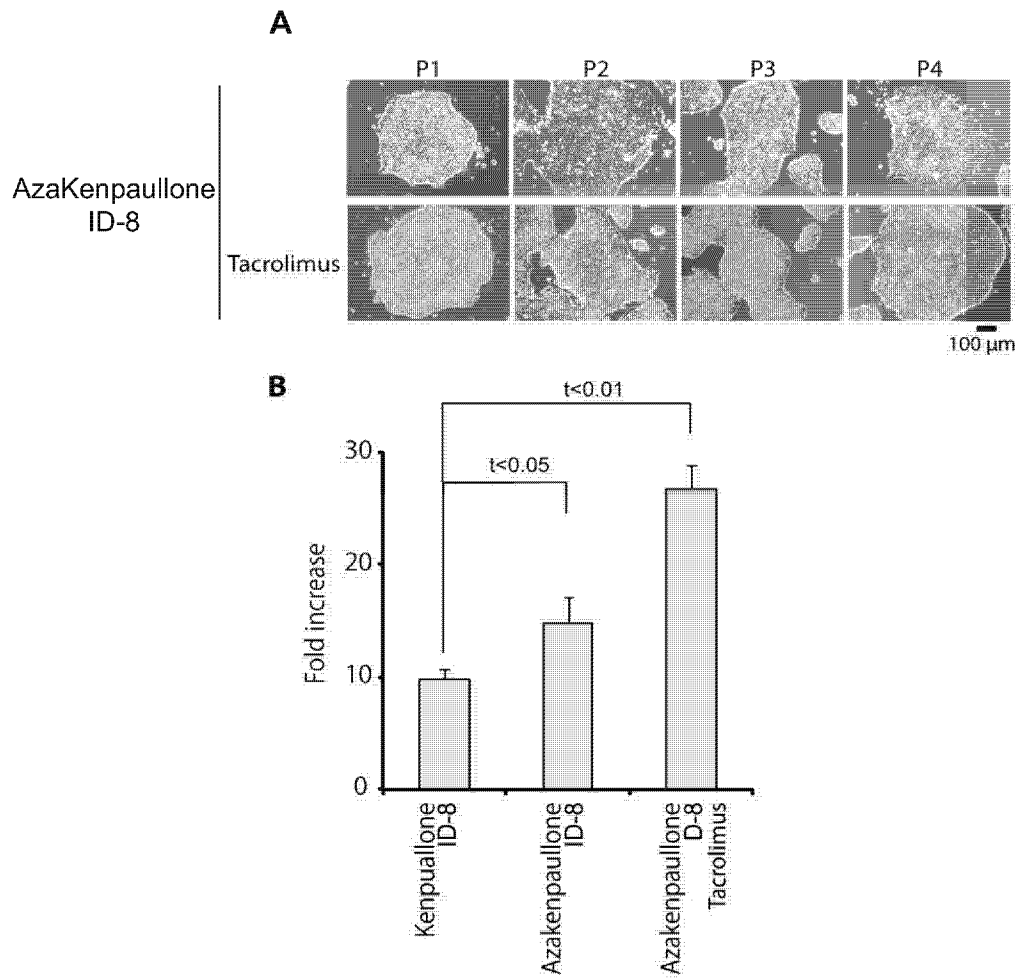 A
P1 P2 P3 P4
AzaKenpaullone
ID-8
Tacrolimus
100 µm
B
t<0.01
t<0.05
30
20
10
0
Fold increase
Kenpuallone
ID-8
Azakenpaullone
ID-8
Azakenpaullone
D-8
Tacrolimus